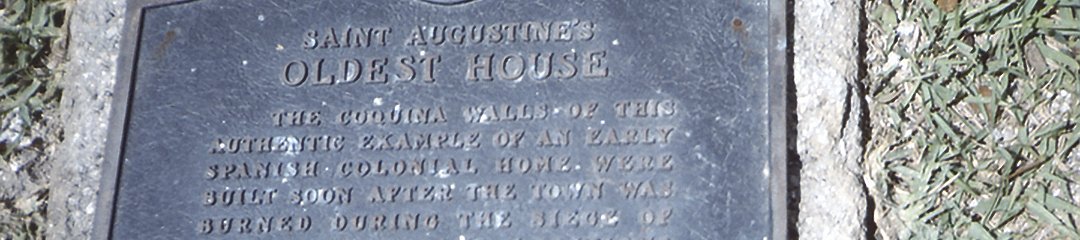 SAINT AUGUSTINE'S
OLDEST HOUSE
THE COQUINA WALLS OF THIS
AUTHENTIC EXAMPLE OF AN EARLY
SPANISH COLONIAL HOME WERE
BUILT SOON AFTER THE TOWN WAS
BURNED DURING THE SIEGE OF